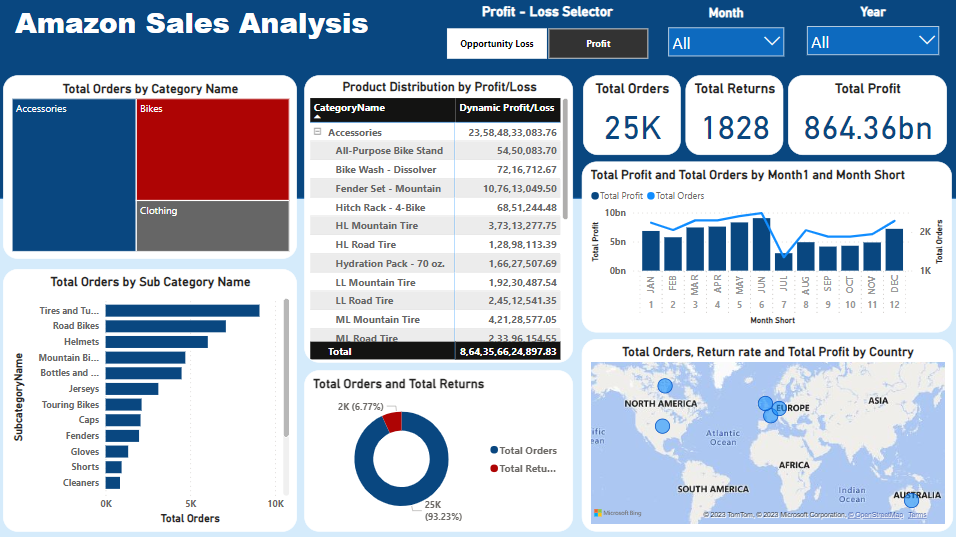 Amazon Sales Analysis
Profit - Loss Selector
Opportunity Loss
Profit
Month
All
Year
All
Total Orders by Category Name
Accessories
Bikes
Clothing
Product Distribution by Profit/Loss
CategoryName Dynamic Profit/Loss
Accessories 23,58,48,33,083.76
All-Purpose Bike Stand 54,50,083.70
Bike Wash - Dissolver 72,16,712.67
Fender Set - Mountain 10,76,13,049.50
Hitch Rack - 4-Bike 68,51,244.48
HL Mountain Tire 3,73,13,277.75
HL Road Tire 1,28,98,113.39
Hydration Pack - 70 oz. 1,66,27,507.69
LL Mountain Tire 1,92,30,487.54
LL Road Tire 2,45,12,541.35
ML Mountain Tire 4,21,28,577.05
ML Road Tire 2,33,96,154.55
Total 8,64,35,66,24,897.83
Total Orders
25K
Total Returns
1828
Total Profit
864.36bn
Total Profit and Total Orders by Month1 and Month Short
Total Profit Total Orders
Total Profit
10bn
5bn
0bn
2K
1K
Total Orders
JAN FEB MAR APR MAY JUN JUL AUG SEP OCT NOV DEC
1 2 3 4 5 6 7 8 9 10 11 12
Month Short
Total Orders by Sub Category Name
SubcategoryName
Tires and Tu...
Road Bikes
Helmets
Mountain Bi...
Bottles and ...
Jerseys
Touring Bikes
Caps
Fenders
Gloves
Shorts
Cleaners
0K 5K 10K
Total Orders
Total Orders and Total Returns
2K (6.77%)
Total Orders
Total Retu...
25K
(93.23%)
Total Orders, Return rate and Total Profit by Country
NORTH AMERICA
EUROPE
ASIA
cific
ean
Atlantic
Ocean
AFRICA
SOUTH AMERICA
Indian
Ocean
AUSTRALIA
Microsoft Bing
© 2023 TomTom, © 2023 Microsoft Corporation, © OpenStreetMap Terms